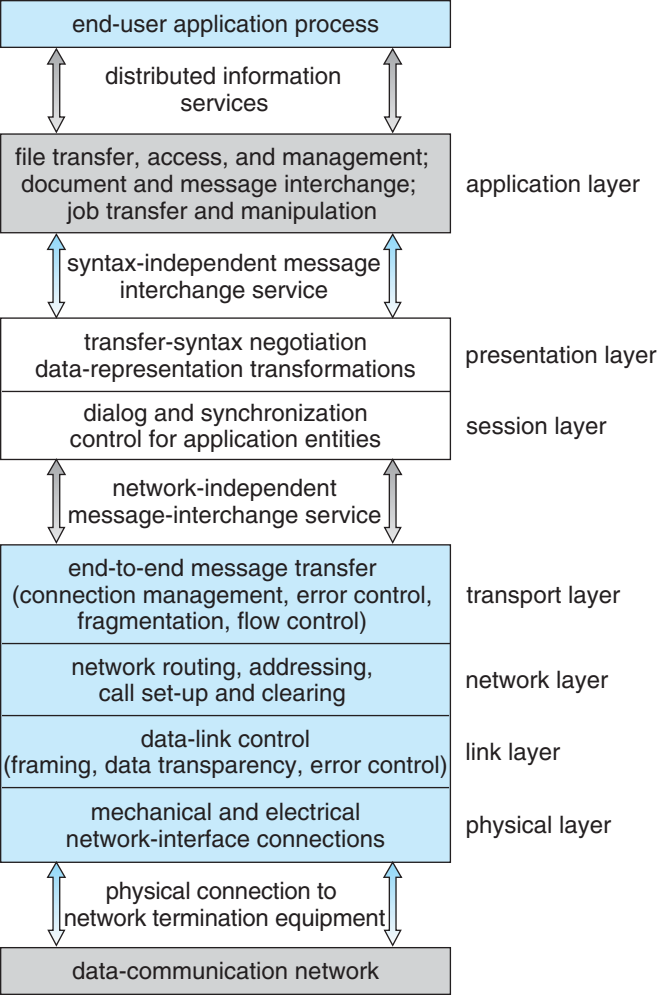 end-user application process
distributed information
services
file transfer, access, and management;
document and message interchange;
job transfer and manipulation
application layer
syntax-independent message
interchange service
transfer-syntax negotiation
data-representation transformations
presentation layer
dialog and synchronization
control for application entities
session layer
network-independent
message-interchange service
end-to-end message transfer
(connection management, error control,
fragmentation, flow control)
transport layer
network routing, addressing,
call set-up and clearing
network layer
data-link control
(framing, data transparency, error control)
link layer
mechanical and electrical
network-interface connections
physical layer
physical connection to
network termination equipment
data-communication network